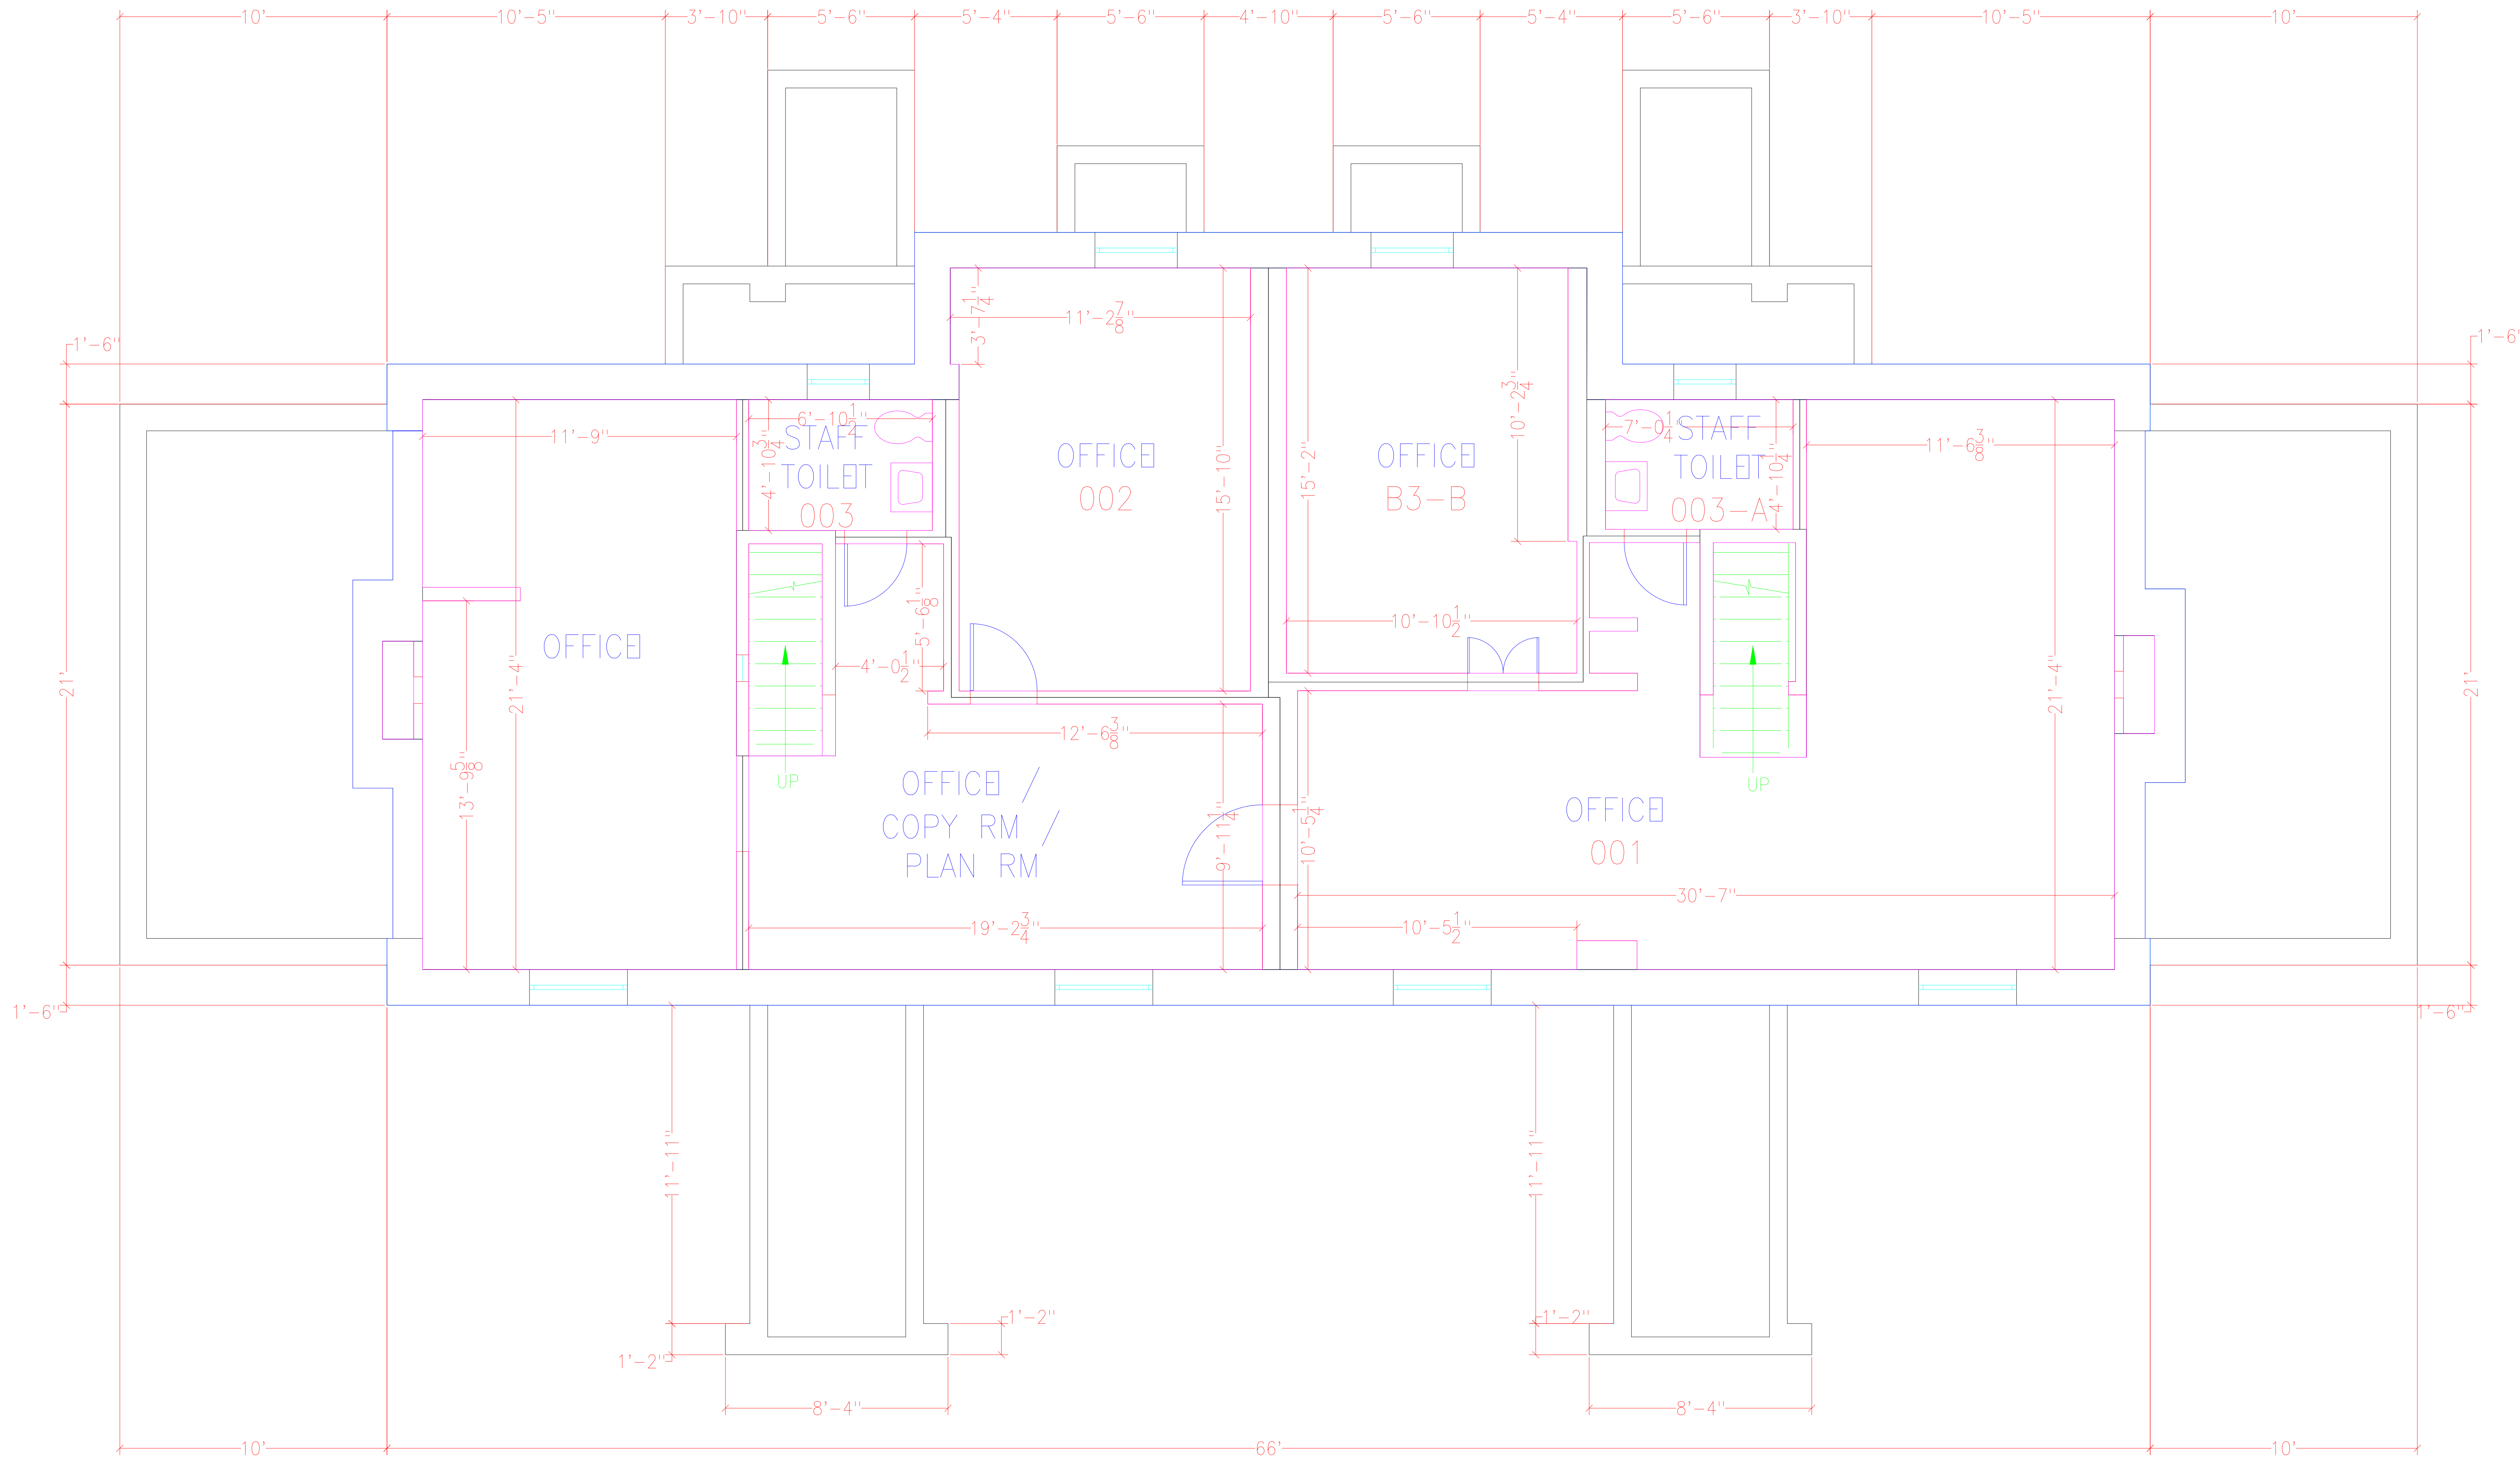 10' 10'-5" 3'-10" 5'-6" 5'-4" 5'-6" 4'-10" 5'-6" 5'-4" 5'-6" 3'-10" 10'-5" 10'
1'-6" 1'-6"
3'-7 1/4"
11'-2 7/8"
10'-2 3/4"
6'-10 1/2"
7'-0 1/4"
11'-9"
11'-6 3/8"
STAFF
TOILET
003
4'-10 3/4"
OFFICE
002
15'-10"
15'-2"
OFFICE
B3-B
STAFF
TOILET
003-A
4'-10 1/4"
5'-6 1/8"
10'-10 1/2"
OFFICE
4'-0 1/2"
21' 21'-4" 21'-4" 21'
12'-6 3/8"
13'-9 5/8"
UP
UP
OFFICE /
COPY RM /
PLAN RM
9'-11 1/4"
10'-5 1/4"
OFFICE
001
30'-7"
19'-2 3/4"
10'-5 1/2"
1'-6" 1'-6"
11'-11" 11'-11"
1'-2" 1'-2"
1'-2"
8'-4" 8'-4"
10' 66' 10'